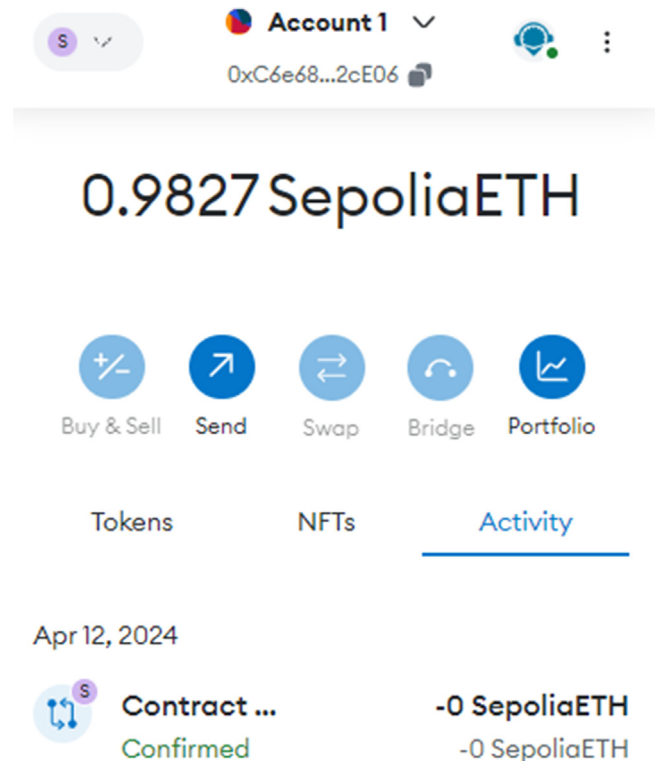 S
Account 1
0xC6e68...2cE06
0.9827 SepoliaETH
Buy & Sell Send Swap Bridge Portfolio
Tokens NFTs Activity
Apr 12, 2024
S
Contract ... -0 SepoliaETH
Confirmed -0 SepoliaETH